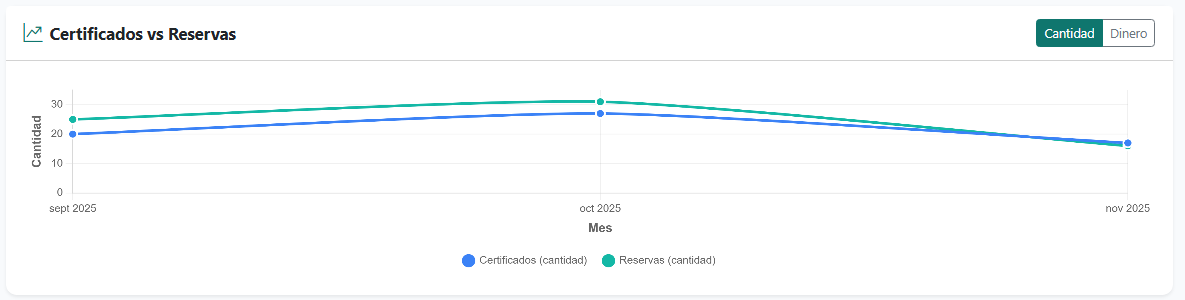 Certificados vs Reservas
Cantidad Dinero
30
20
10
0
Cantidad
sept 2025 oct 2025 nov 2025
Mes
Certificados (cantidad) Reservas (cantidad)